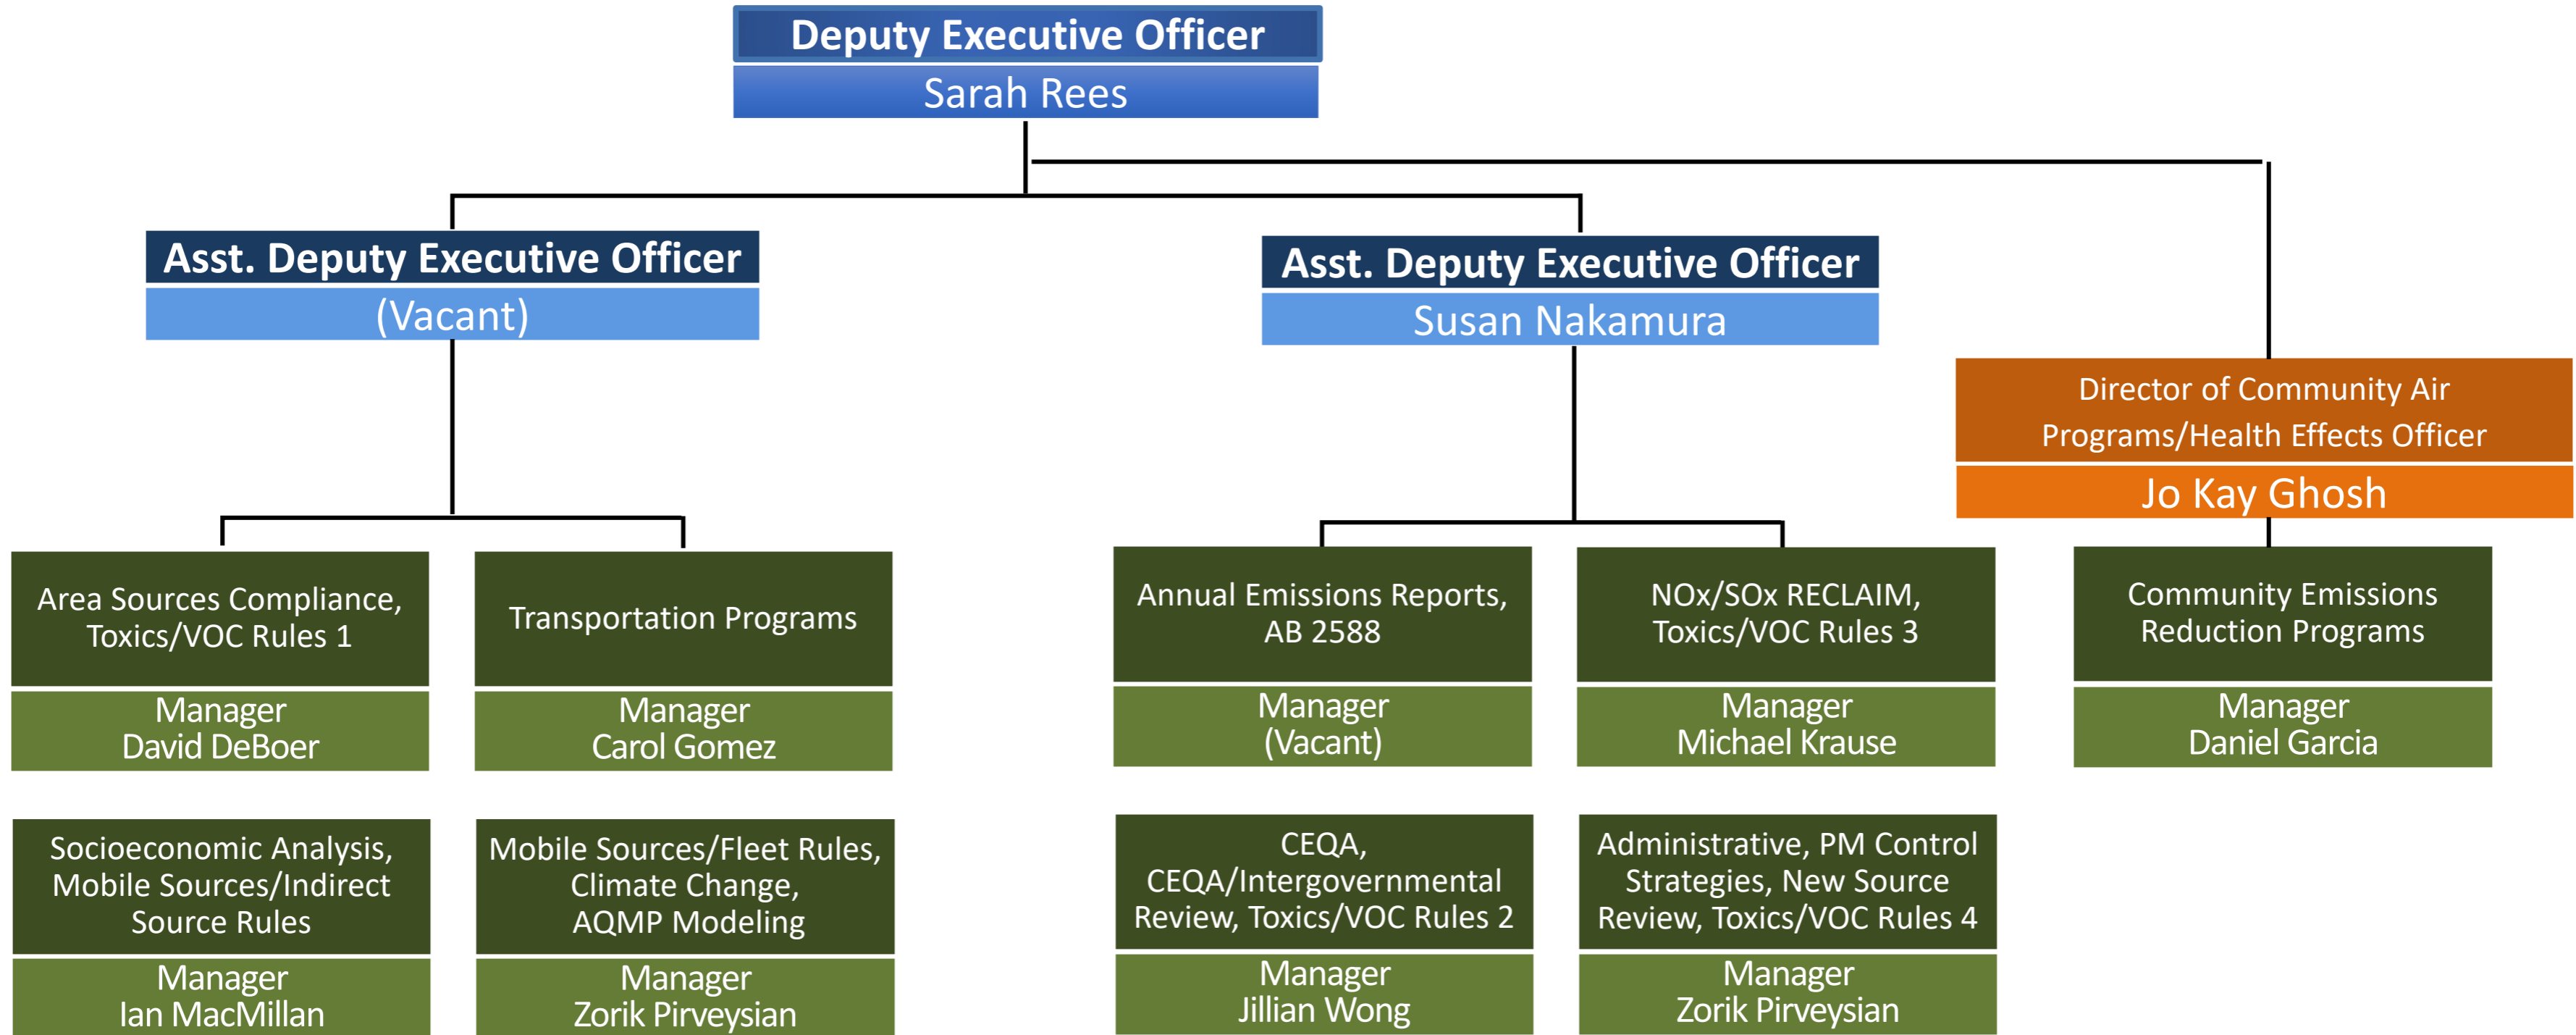 Deputy Executive Officer
Sarah Rees
Asst. Deputy Executive Officer
(Vacant)
Asst. Deputy Executive Officer
Susan Nakamura
Director of Community Air
Programs/Health Effects Officer
Jo Kay Ghosh
Area Sources Compliance,
Toxics/VOC Rules 1
Manager
David DeBoer
Transportation Programs
Manager
Carol Gomez
Annual Emissions Reports,
AB 2588
Manager
(Vacant)
NOx/SOx RECLAIM,
Toxics/VOC Rules 3
Manager
Michael Krause
Community Emissions
Reduction Programs
Manager
Daniel Garcia
Socioeconomic Analysis,
Mobile Sources/Indirect
Source Rules
Manager
Ian MacMillan
Mobile Sources/Fleet Rules,
Climate Change,
AQMP Modeling
Manager
Zorik Pirveysian
CEQA,
CEQA/Intergovernmental
Review, Toxics/VOC Rules 2
Manager
Jillian Wong
Administrative, PM Control
Strategies, New Source
Review, Toxics/VOC Rules 4
Manager
Zorik Pirveysian